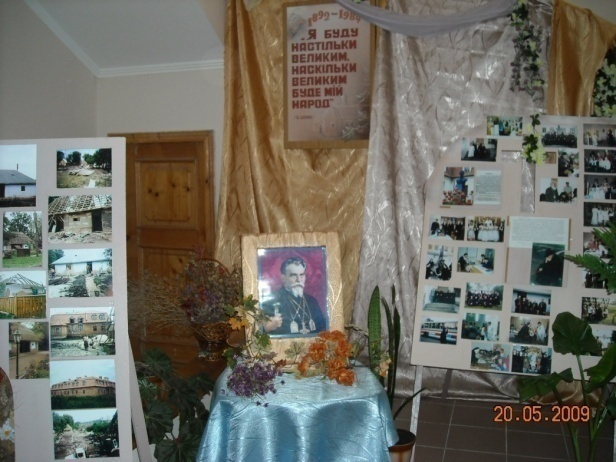 1899-1984
„Я БУДУ
НАСТІЛЬКИ
ВЕЛИКИМ,
НАСКІЛЬКИ
ВЕЛИКИМ
БУДЕ МІЙ
НАРОД"
20.05.2009